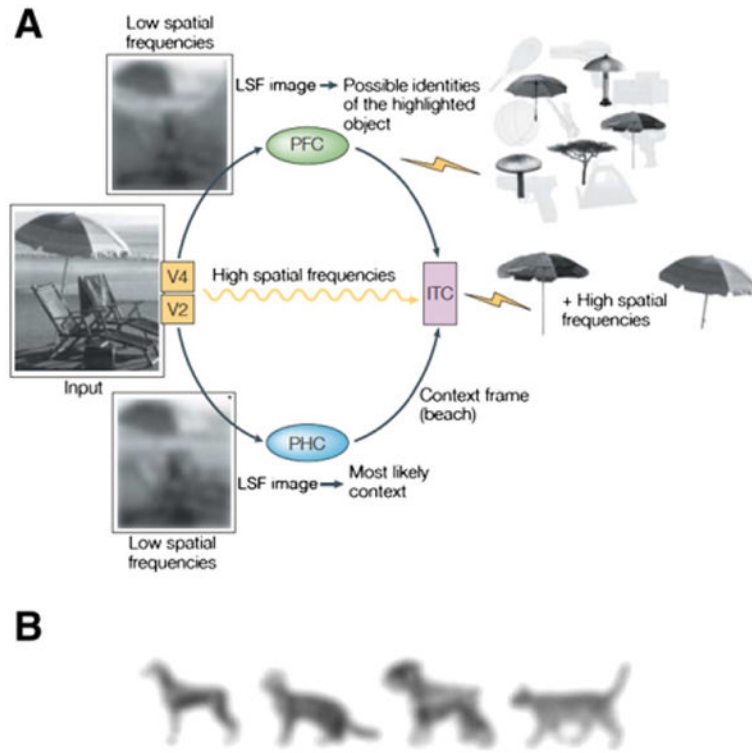 A
Low spatial
frequencies
LSF image
Possible identities
of the highlighted
object
PFC
V4
V2
High spatial frequencies
ITC
+ High spatial
frequencies
Input
Context frame
(beach)
PHC
LSF image
Most likely
context
Low spatial
frequencies
B